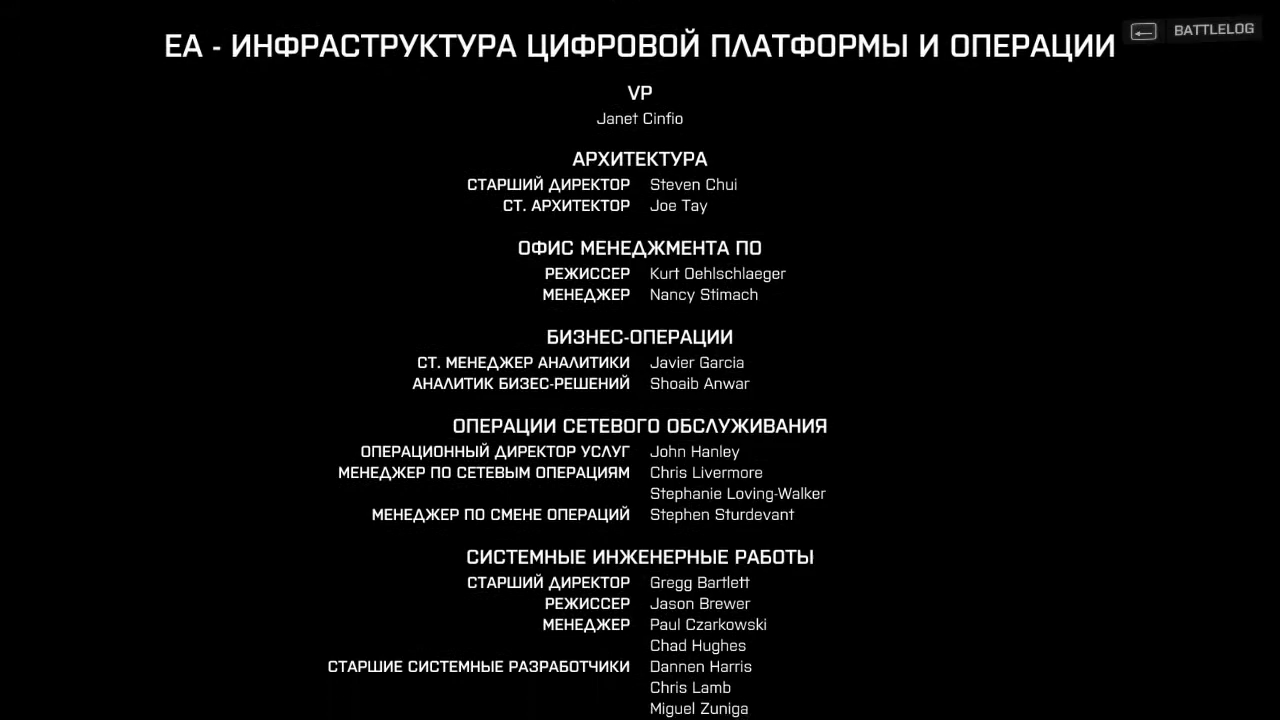 EA - ИНФРАСТРУКТУРА ЦИФРОВОЙ ПЛАТФОРМЫ И ОПЕРАЦИИ
BATTLELOG
VP
Janet Cinfio
АРХИТЕКТУРА
СТАРШИЙ ДИРЕКТОР Steven Chui
СТ. АРХИТЕКТОР Joe Tay
ОФИС МЕНЕДЖМЕНТА ПО
РЕЖИССЕР Kurt Oehlschlaeger
МЕНЕДЖЕР Nancy Stimach
БИЗНЕС-ОПЕРАЦИИ
СТ. МЕНЕДЖЕР АНАЛИТИКИ Javier Garcia
АНАЛИТИК БИЗЕС-РЕШЕНИЙ Shoaib Anwar
ОПЕРАЦИИ СЕТЕВОГО ОБСЛУЖИВАНИЯ
ОПЕРАЦИОННЫЙ ДИРЕКТОР УСЛУГ John Hanley
МЕНЕДЖЕР ПО СЕТЕВЫМ ОПЕРАЦИЯМ Chris Livermore
Stephanie Loving-Walker
МЕНЕДЖЕР ПО СМЕНЕ ОПЕРАЦИЙ Stephen Sturdevant
СИСТЕМНЫЕ ИНЖЕНЕРНЫЕ РАБОТЫ
СТАРШИЙ ДИРЕКТОР Gregg Bartlett
РЕЖИССЕР Jason Brewer
МЕНЕДЖЕР Paul Czarkowski
Chad Hughes
СТАРШИЕ СИСТЕМНЫЕ РАЗРАБОТЧИКИ Dannen Harris
Chris Lamb
Miguel Zuniga